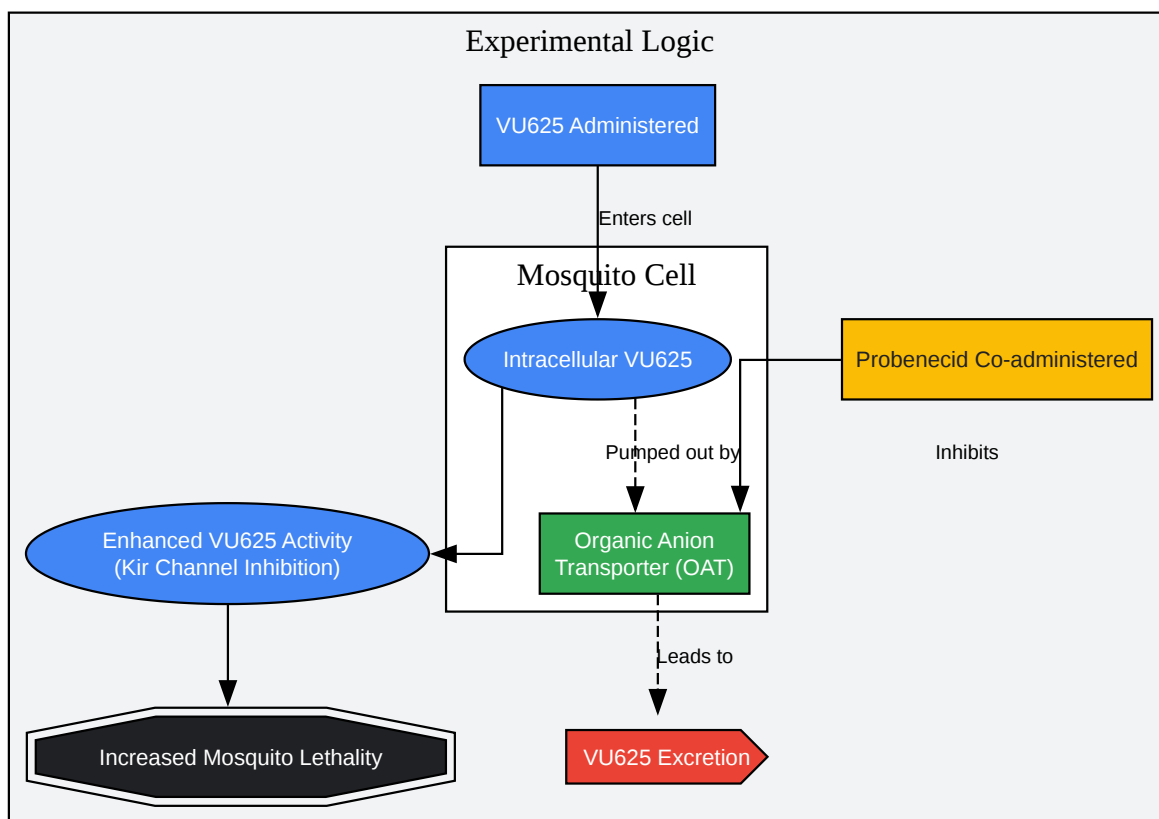 Experimental Logic
VU625 Administered
Enters cell
Mosquito Cell
Intracellular VU625
Probenecid Co-administered
Pumped out by
Inhibits
Enhanced VU625 Activity
(Kir Channel Inhibition)
Organic Anion
Transporter (OAT)
Leads to
Increased Mosquito Lethality
VU625 Excretion